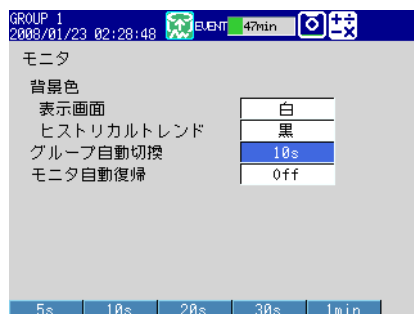 GROUP 1
2008/01/23 02:28:48 EVENT 47min
モニタ
背景色
表示画面 白
ヒストリカルトレンド 黒
グループ自動切換 10s
モニタ自動復帰 Off
5s 10s 20s 30s 1min